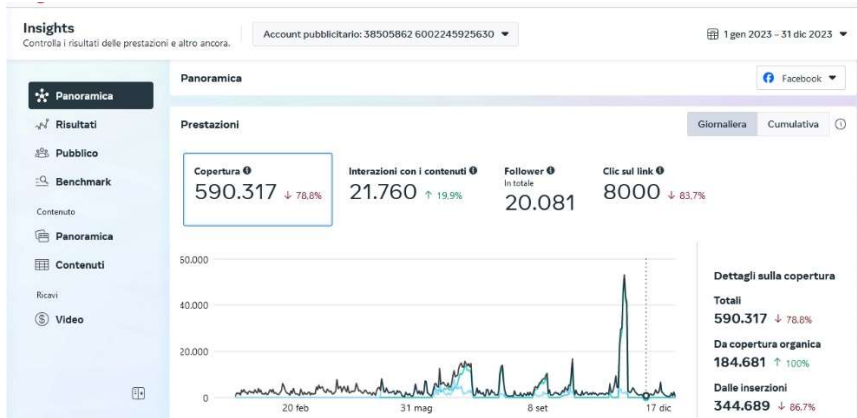 Insights
Controlla i risultati delle prestazioni e altro ancora.
Account pubblicitario: 38505862 6002245925630
1 gen 2023 – 31 dic 2023
Panoramica
Risultati
Pubblico
Benchmark
Contenuto
Panoramica
Contenuti
Ricavi
Video
Panoramica
Facebook
Prestazioni
Giornaliera Cumulativa
Copertura
590.317 ↓ 78,8%
Interazioni con i contenuti
21.760 ↑ 19,9%
Follower
In totale
20.081
Clic sul link
8000 ↓ 83,7%
60.000
40.000
20.000
0
20 feb 31 mag 8 set 17 dic
Dettagli sulla copertura
Totali
590.317 ↓ 78.8%
Da copertura organica
184.681 ↑ 100%
Dalle inserzioni
344.689 ↓ 86.7%